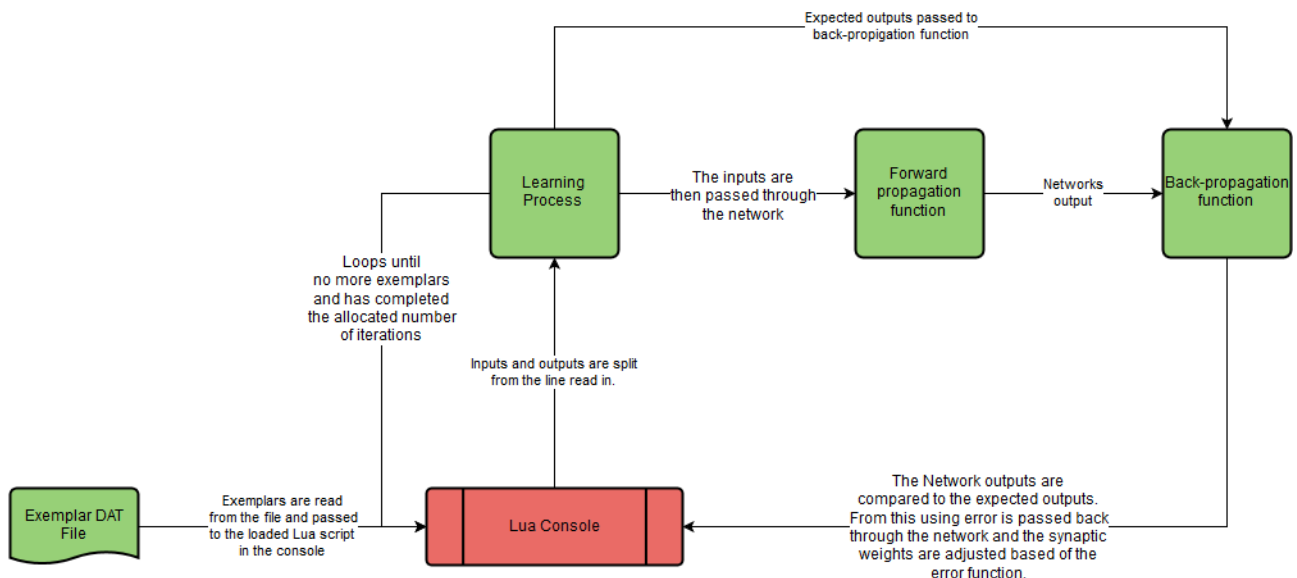 Expected outputs passed to
back-propigation function
Learning
Process
The inputs are
then passed through
the network
Forward
propagation
function
Networks
output
Back-propagation
function
Loops until
no more exemplars
and has completed
the allocated number
of iterations
Inputs and outputs are split
from the line read in.
Exemplar DAT
File
Exemplars are read
from the file and passed
to the loaded Lua script
in the console
Lua Console
The Network outputs are
compared to the expected outputs.
From this using error is passed back
through the network and the synaptic
weights are adjusted based of the
error function.